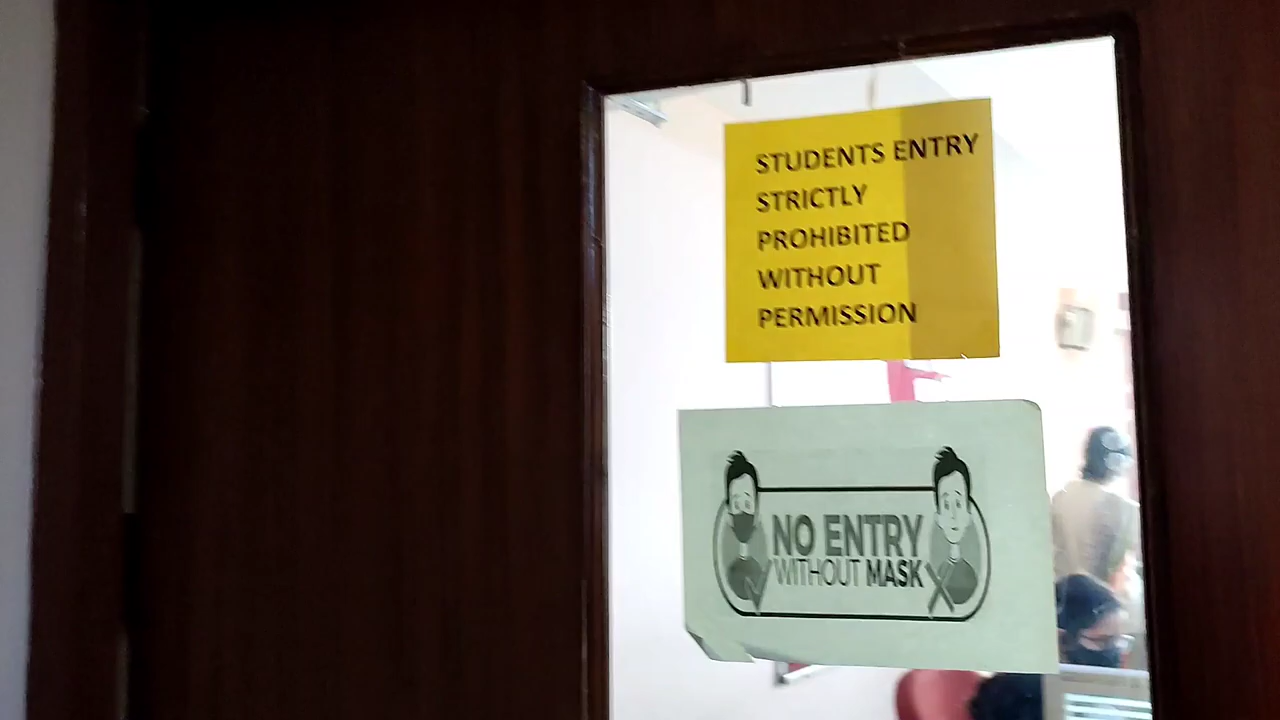 STUDENTS ENTRY
STRICTLY
PROHIBITED
WITHOUT
PERMISSION
NO ENTRY
WITHOUT MASK